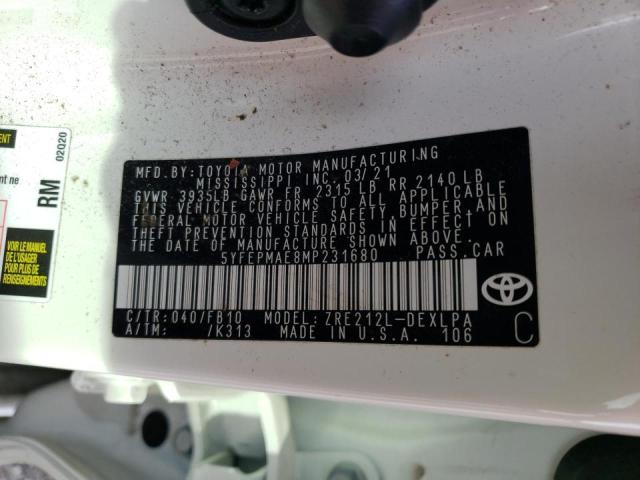 MFD. BY: TOYOTA MOTOR MANUFACTURING
MISSISSIPPI, INC. 03/21
GVWR 3935LB GAWR FR 2315 LB RR 2140 LB
THIS VEHICLE CONFORMS TO ALL APPLICABLE
FEDERAL MOTOR VEHICLE SAFETY, BUMPER, AND
THEFT PREVENTION STANDARDS IN EFFECT ON
THE DATE OF MANUFACTURE SHOWN ABOVE.
5YFEPMAE8MP231680 PASS.CAR
C/TR: 040/FB10 MODEL: ZRE212L-DEXLPA
A/TM: /K313 MADE IN U.S.A. 106
C
02020
RM
VOIR LE MANUEL
DE L'USAGER
POUR